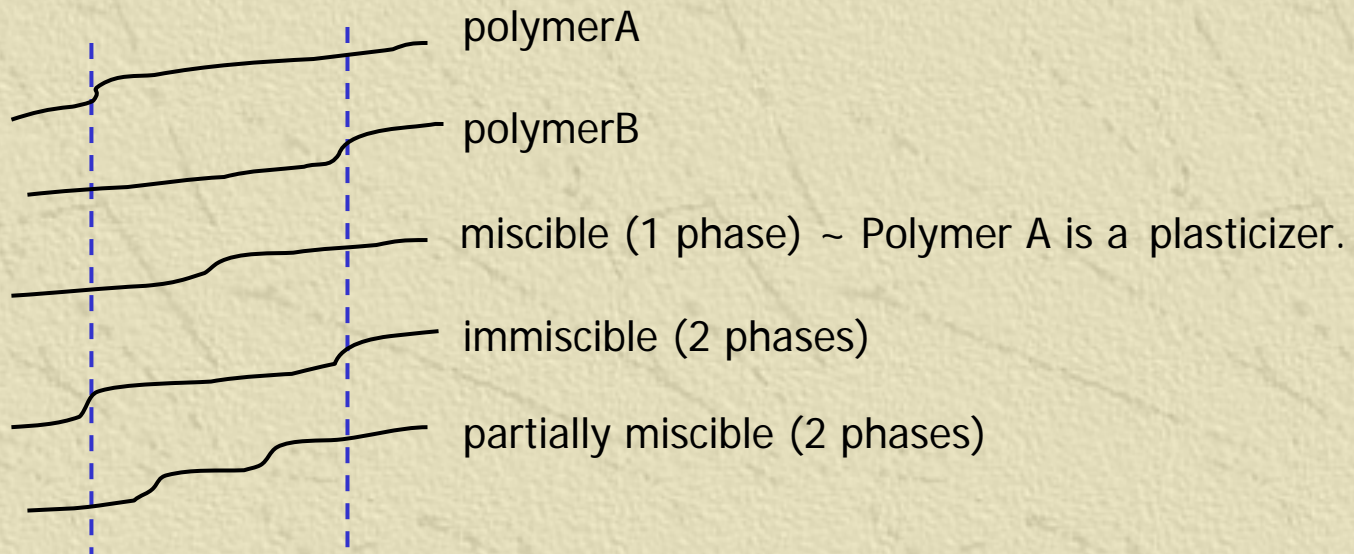 polymerA
polymerB
miscible (1 phase) ~ Polymer A is a plasticizer.
immiscible (2 phases)
partially miscible (2 phases)